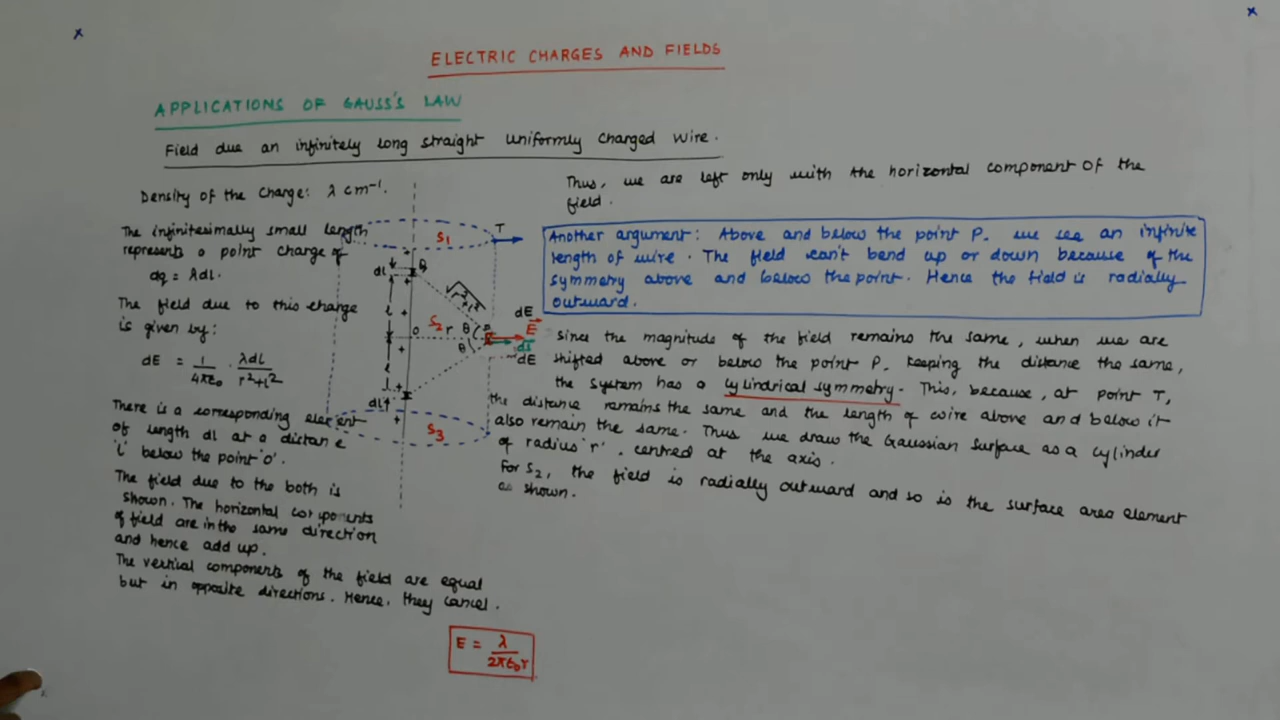 ELECTRIC CHARGES AND FIELDS
APPLICATIONS OF GAUSS'S LAW
Field due an infinitely long straight uniformly charged wire.
Density of the charge: λ cm⁻¹.
The infinitesimally small length
represents a point charge of
dq = λdl.
The field due to this charge
is given by:
dE = 1/4πε₀ · λdl/r²+l²
There is a corresponding element
of length dl at a distane
'l' below the point 'o'.
The field due to the both is
shown. The horizontal components
of field are in the same direction
and hence add up.
The vertical components of the field are equal
but in opposite directions. Hence, they cancel.
E = λ/2πε₀r
S₁
T
dl
l
S₂
r
θ
θ
O
P
dE
E
ds
dE
l
dl
S₃
Thus, we are left only with the horizontal component of the
field.
Another argument: Above and below the point P. we see an infinite
length of wire. The field can't bend up or down because of the
symmetry above and below the point. Hence the field is radially
outward.
Since the magnitude of the field remains the same, when we are
shifted above or below the point P, keeping the distance the same,
the system has a cylindrical symmetry. This, because, at point T,
the distance remains the same and the length of wire above and below it
also remain the same. Thus we draw the Gaussian surface as a cylinder
of radius 'r', centred at the axis.
For S₂, the field is radially outward and so is the surface area element
as shown.